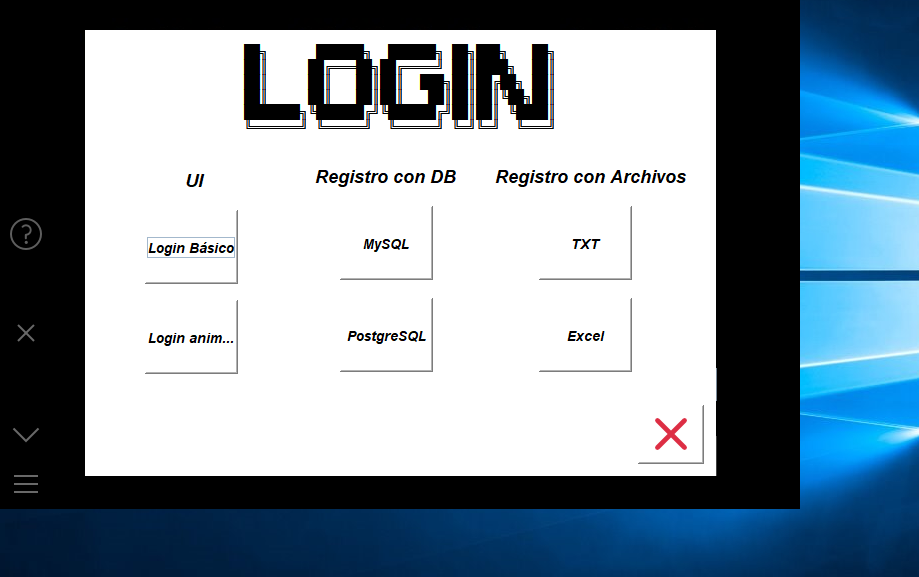 LOGIN
UI
Registro con DB
Registro con Archivos
Login Básico
MySQL
TXT
Login anim...
PostgreSQL
Excel